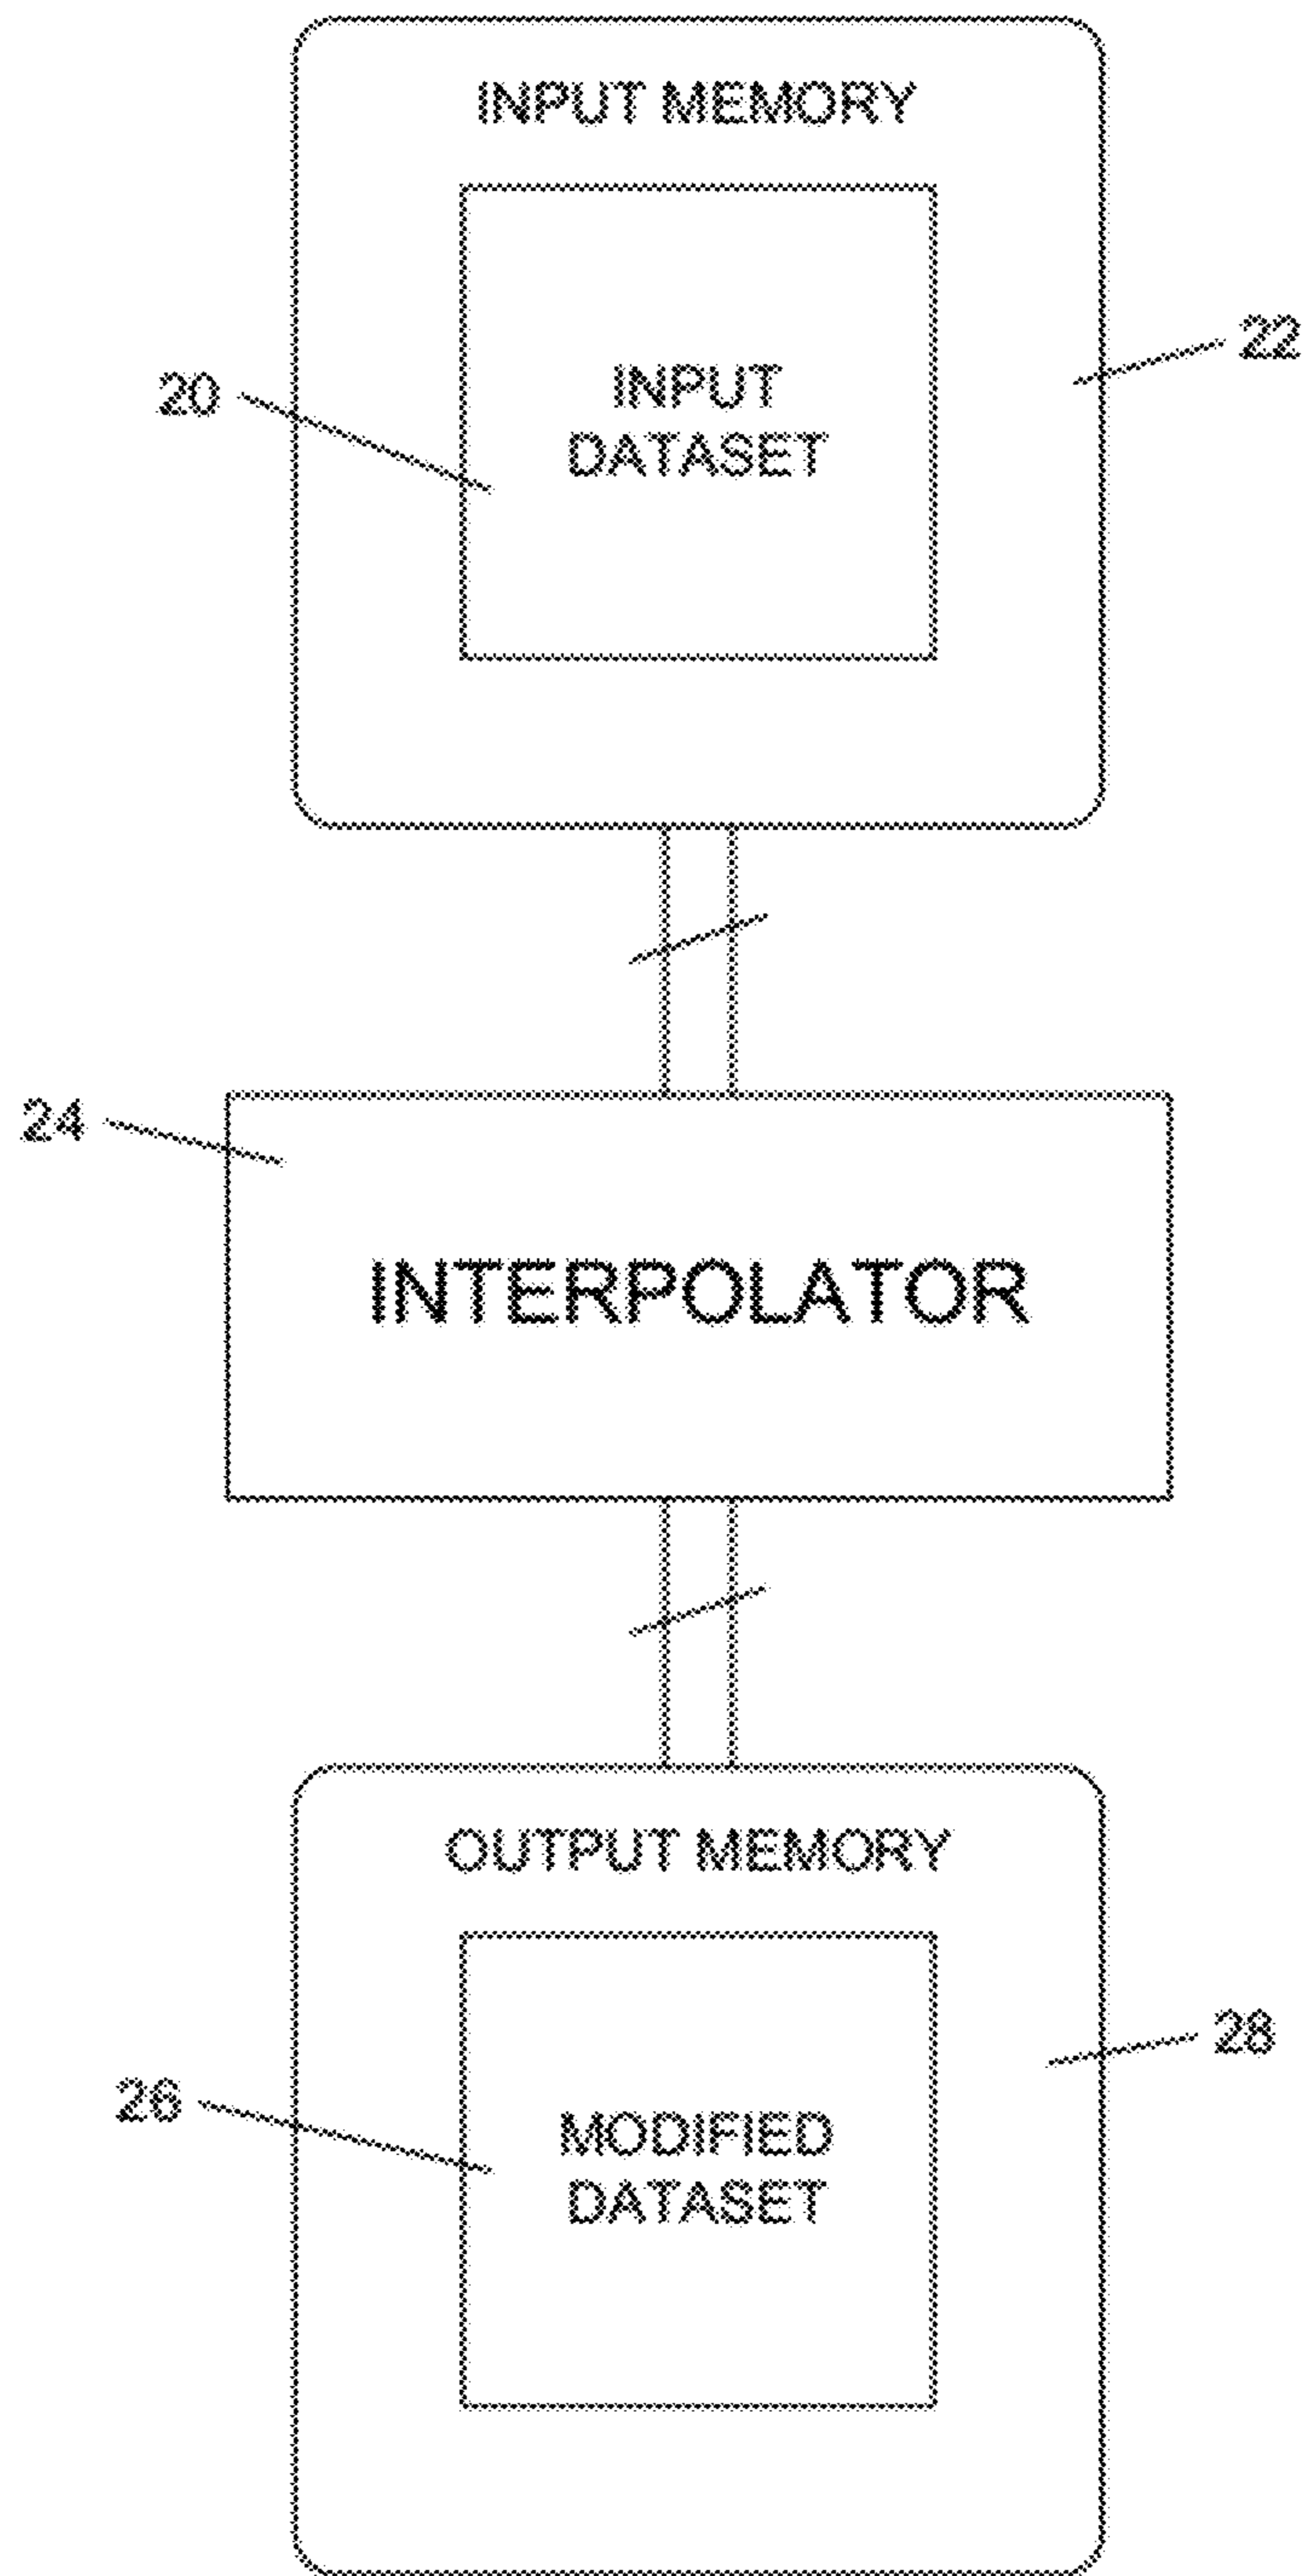 INPUT MEMORY
22
INPUT
20
DATASET
24
INTERPOLATOR
OUTPUT MEMORY
28
26
MODIFIED
DATASET